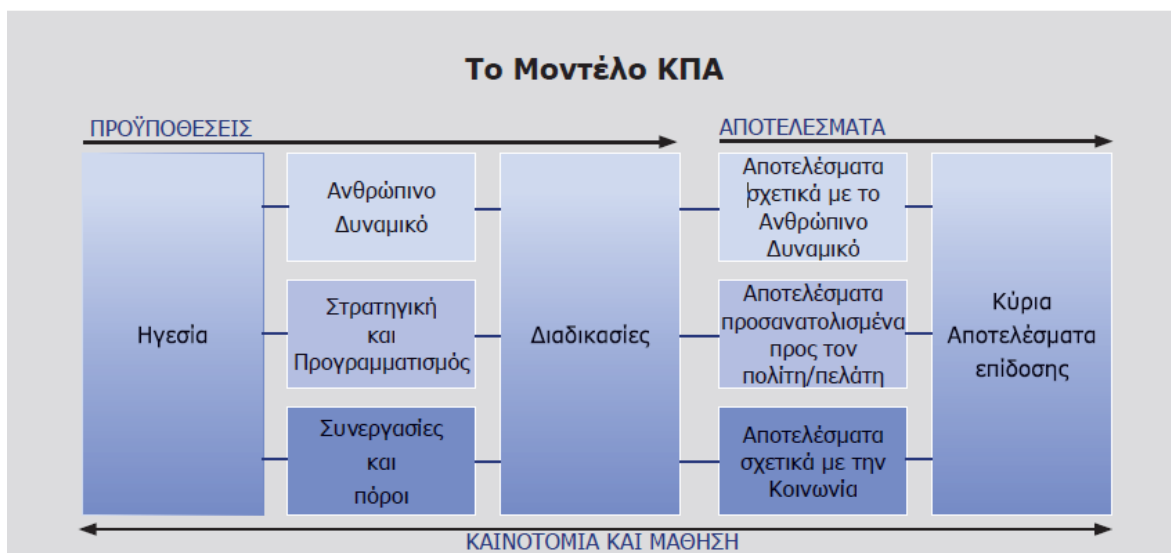 Το Μοντέλο ΚΠΑ
ΠΡΟΫΠΟΘΕΣΕΙΣ
ΑΠΟΤΕΛΕΣΜΑΤΑ
Ηγεσία
Ανθρώπινο
Δυναμικό
Στρατηγική
και
Προγραμματισμός
Συνεργασίες
και
πόροι
Διαδικασίες
Αποτελέσματα
σχετικά με το
Ανθρώπινο
Δυναμικό
Αποτελέσματα
προσανατολισμένα
προς τον
πολίτη/πελάτη
Αποτελέσματα
σχετικά με την
Κοινωνία
Κύρια
Αποτελέσματα
επίδοσης
ΚΑΙΝΟΤΟΜΙΑ ΚΑΙ ΜΑΘΗΣΗ